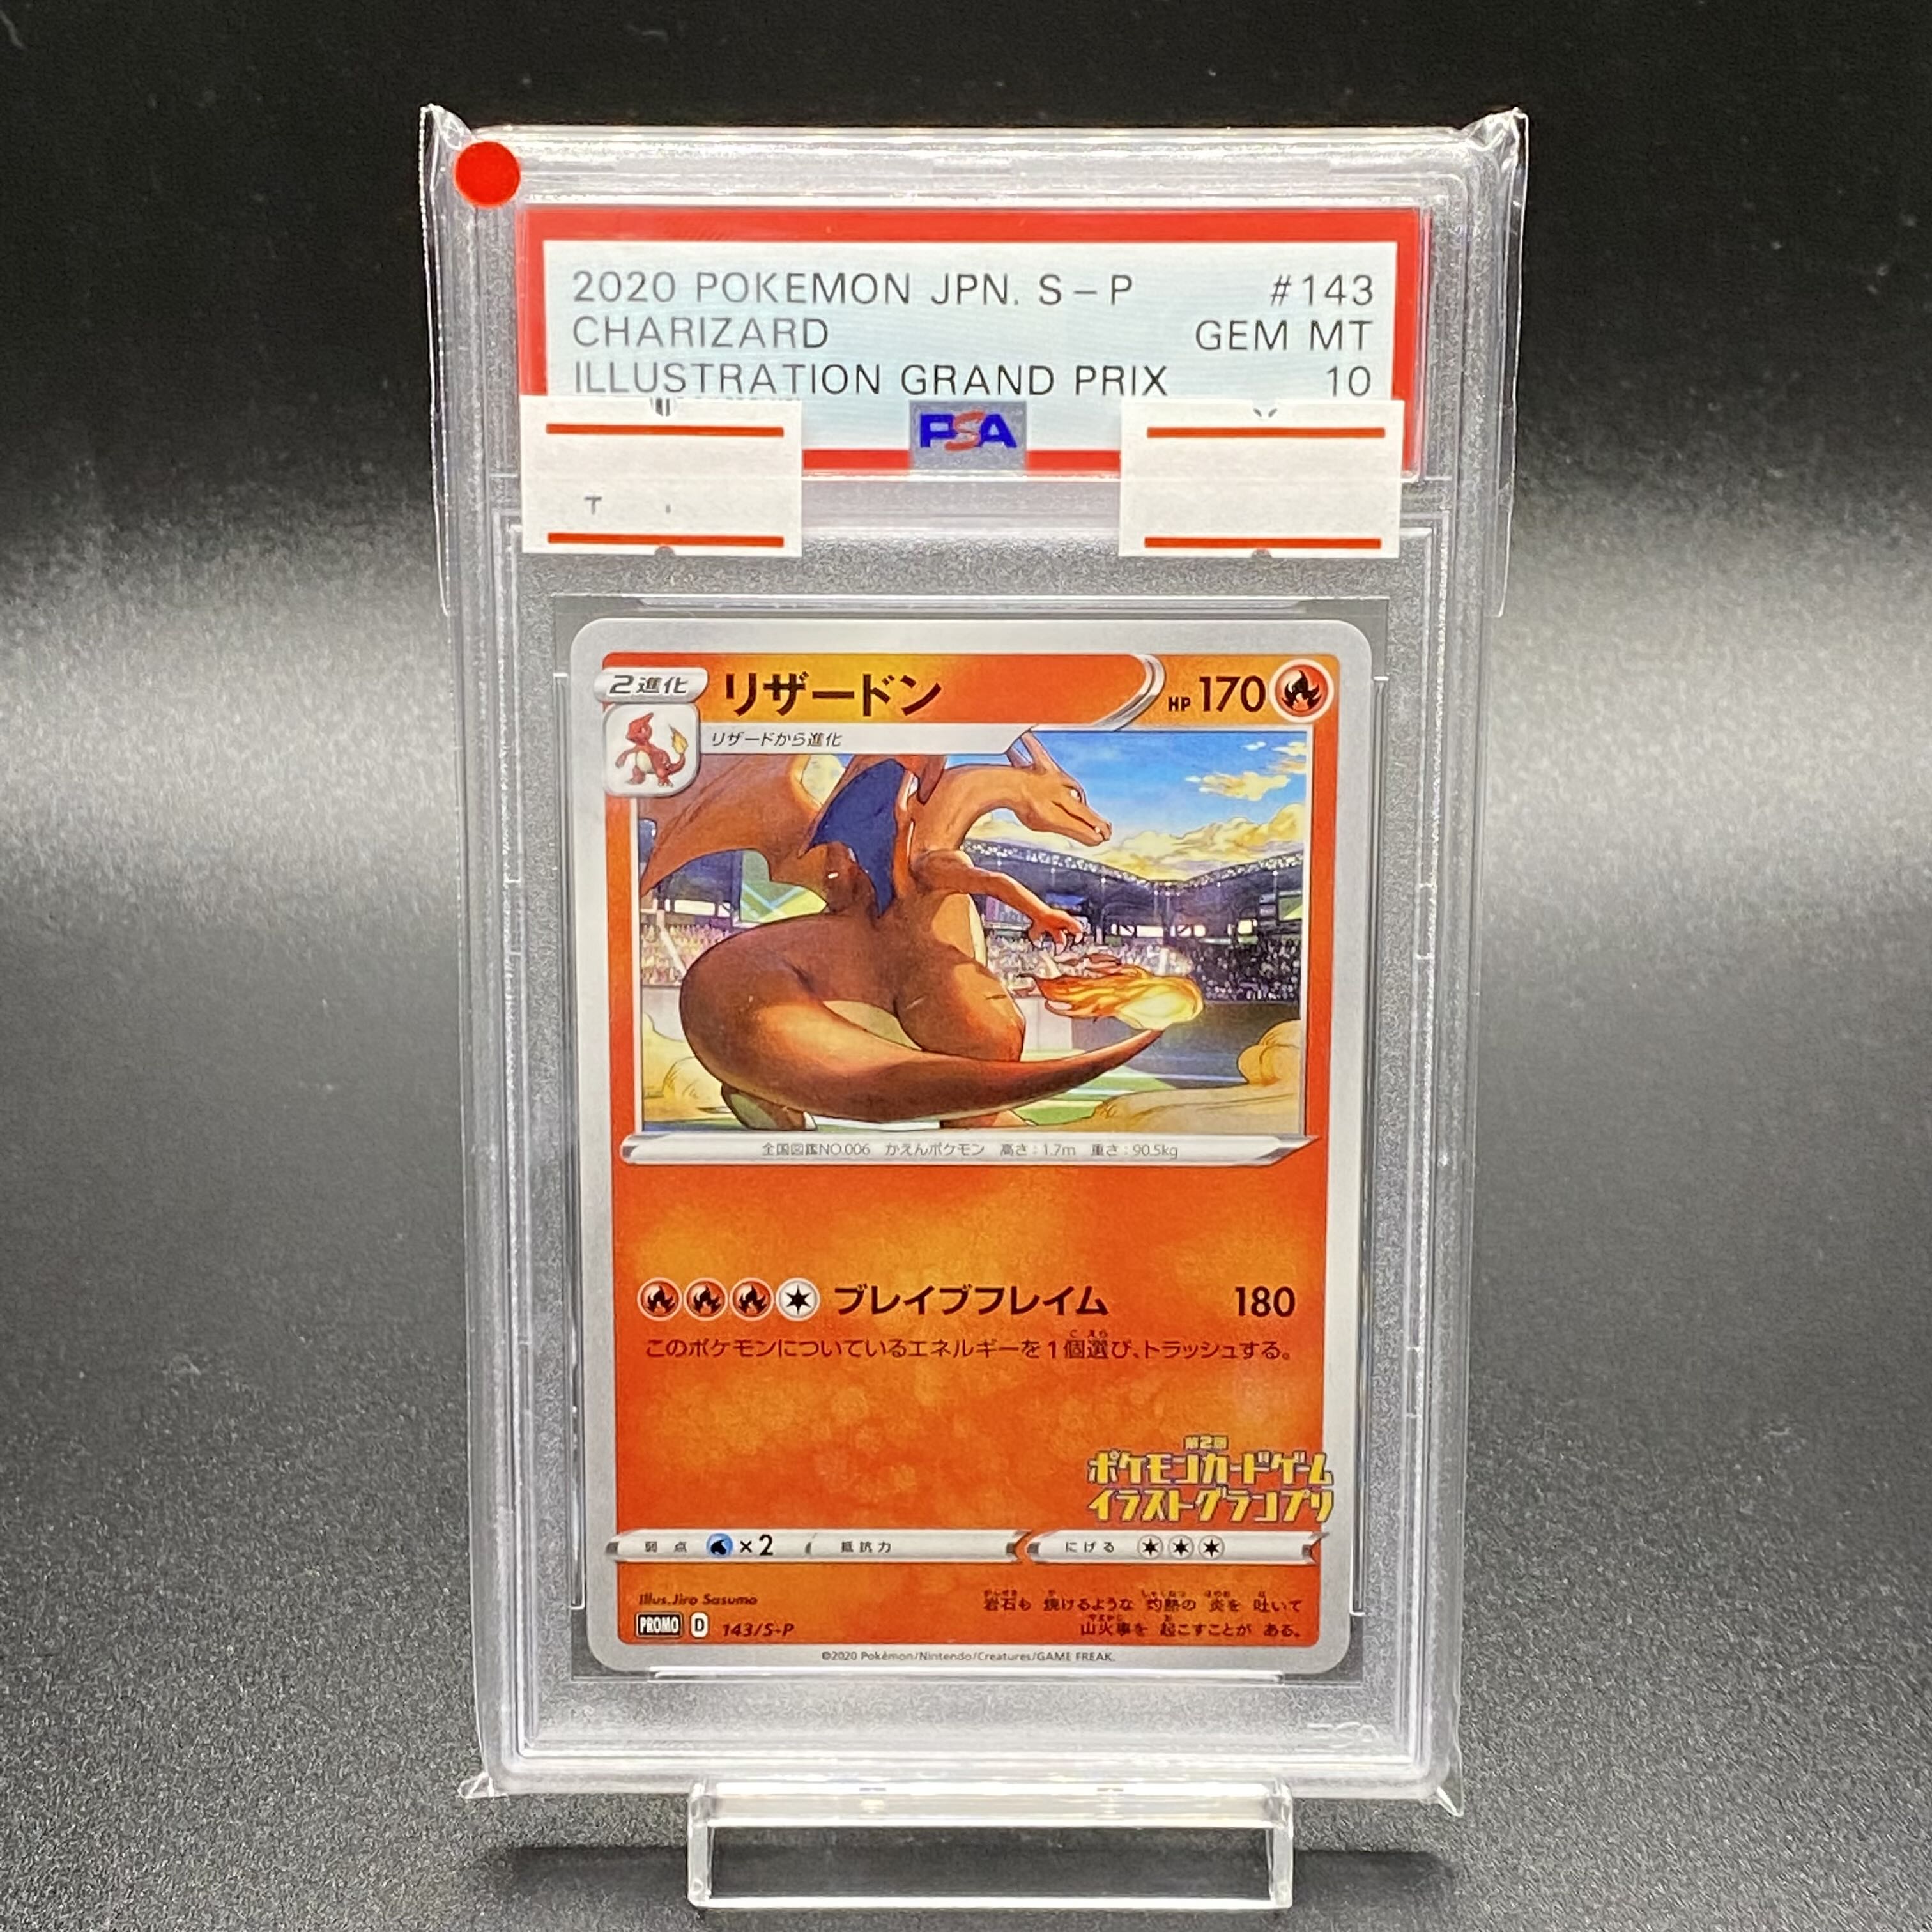 2020 POKEMON JPN. S-P #143
CHARIZARD GEM MT
ILLUSTRATION GRAND PRIX 10
PSA
2進化 リザードン HP 170
リザードから進化
全国図鑑NO.006 かえんポケモン 高さ:1.7m 重さ:90.5kg
ブレイブフレイム 180
このポケモンについているエネルギーを1個選び、トラッシュする。
第2回
ポケモンカードゲーム
イラストグランプリ
弱点 ×2 抵抗力 にげる
Illus.Jiro Sasumo
岩石も 焼けるような 灼熱の 炎を 吐いて
山火事を 起こすことが ある。
PROMO D 143/S-P
©2020 Pokémon/Nintendo/Creatures/GAME FREAK.